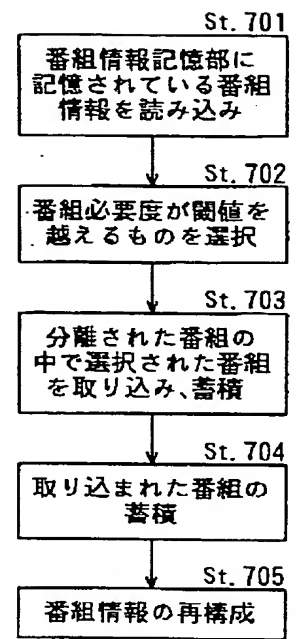 St. 701
番組情報記憶部に
記憶されている番組
情報を読み込み
St. 702
番組必要度が閾値を
越えるものを選択
St. 703
分離された番組の
中で選択された番組
を取り込み、蓄積
St. 704
取り込まれた番組の
蓄積
St. 705
番組情報の再構成